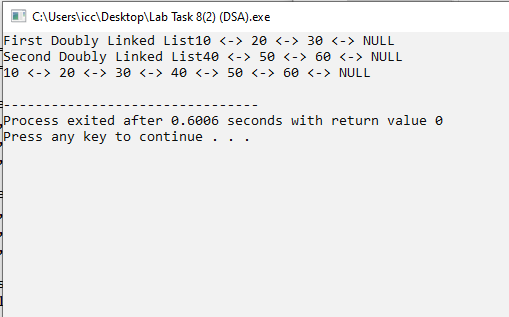 C:\Users\icc\Desktop\Lab Task 8(2) (DSA).exe
First Doubly Linked List10 <-> 20 <-> 30 <-> NULL
Second Doubly Linked List40 <-> 50 <-> 60 <-> NULL
10 <-> 20 <-> 30 <-> 40 <-> 50 <-> 60 <-> NULL
--------------------------------
Process exited after 0.6006 seconds with return value 0
Press any key to continue . . .